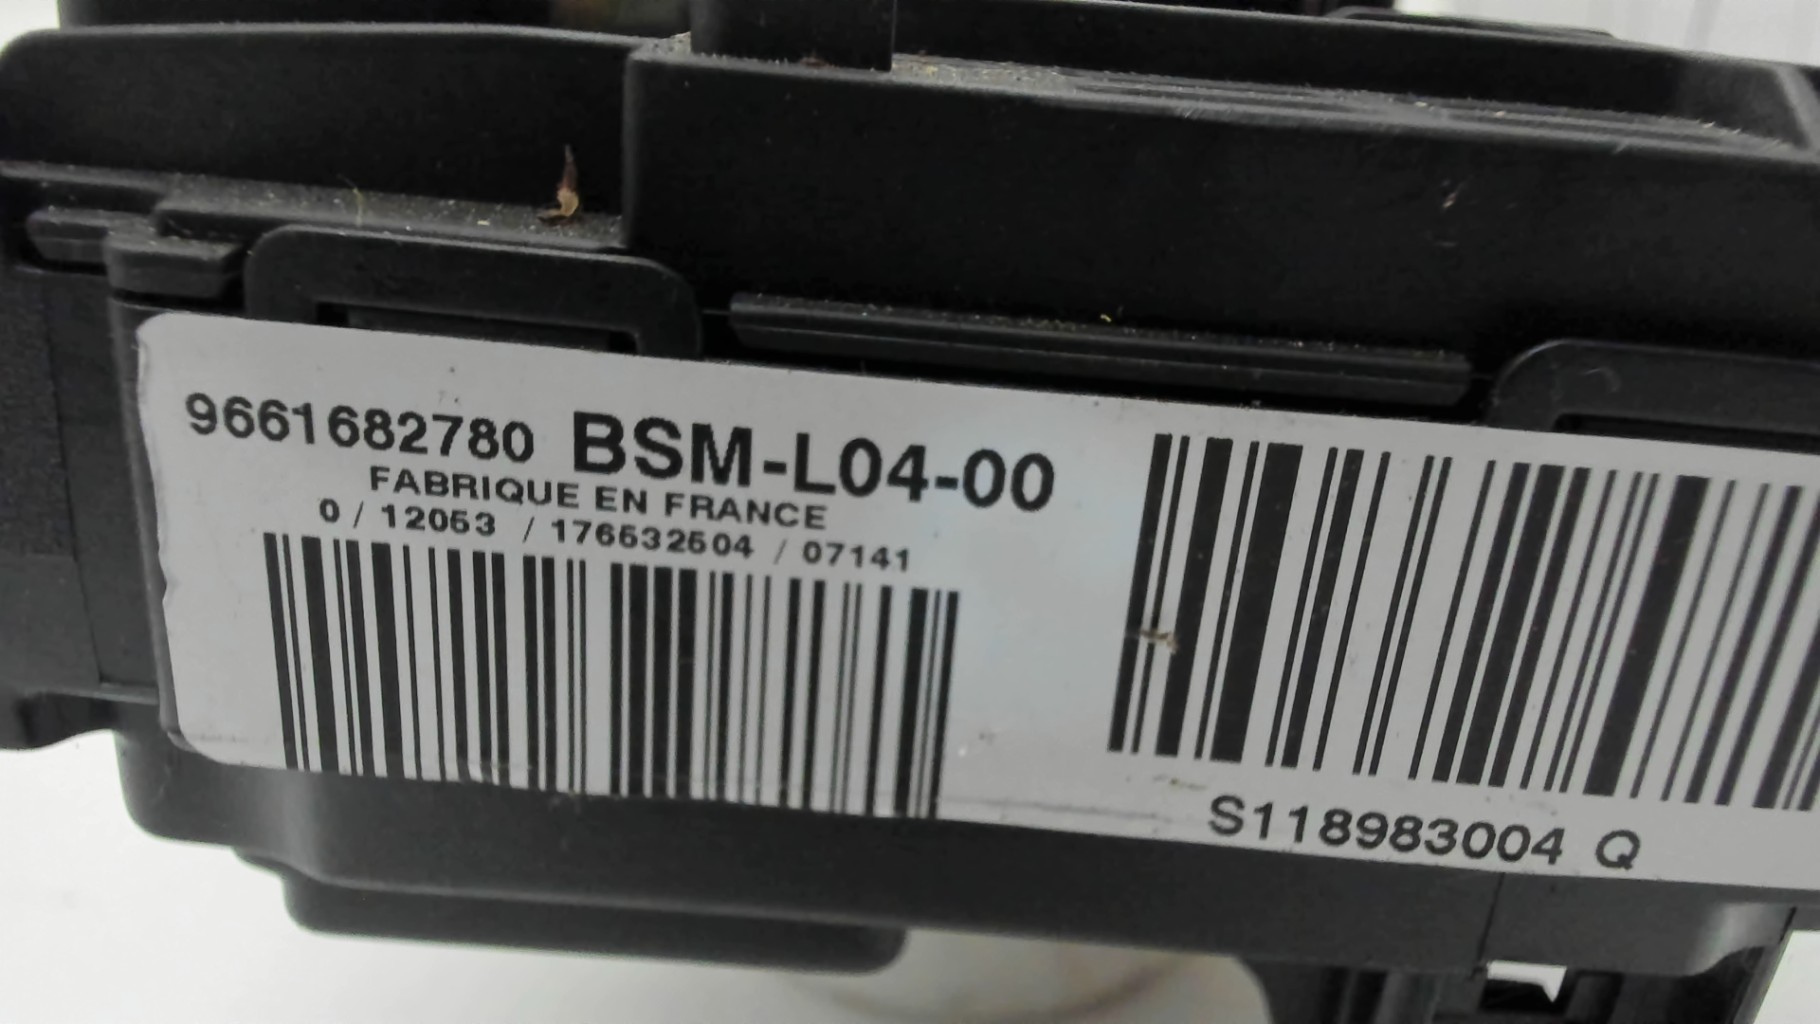 9661682780 BSM-L04-00
FABRIQUE EN FRANCE
0 / 12053 / 176532504 / 07141
S118983004 Q